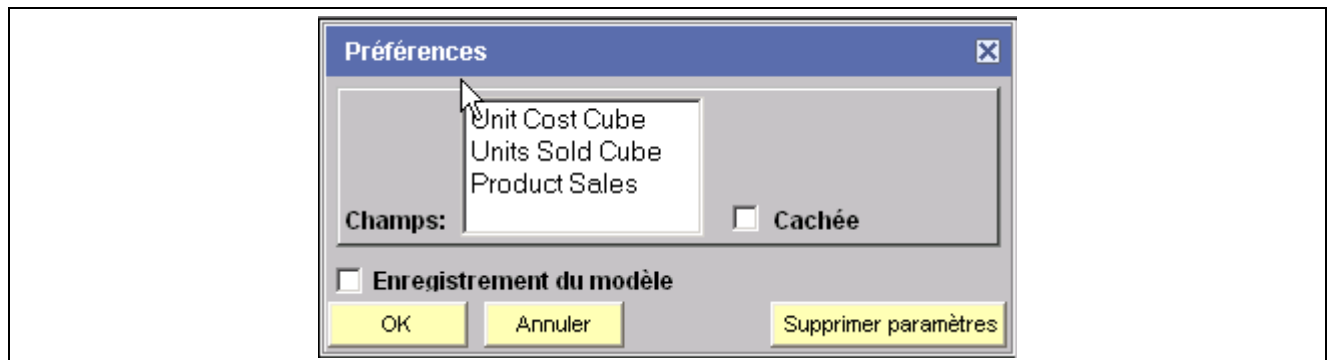 Préférences
Unit Cost Cube
Units Sold Cube
Product Sales
Champs:
Cachée
Enregistrement du modèle
OK
Annuler
Supprimer paramètres